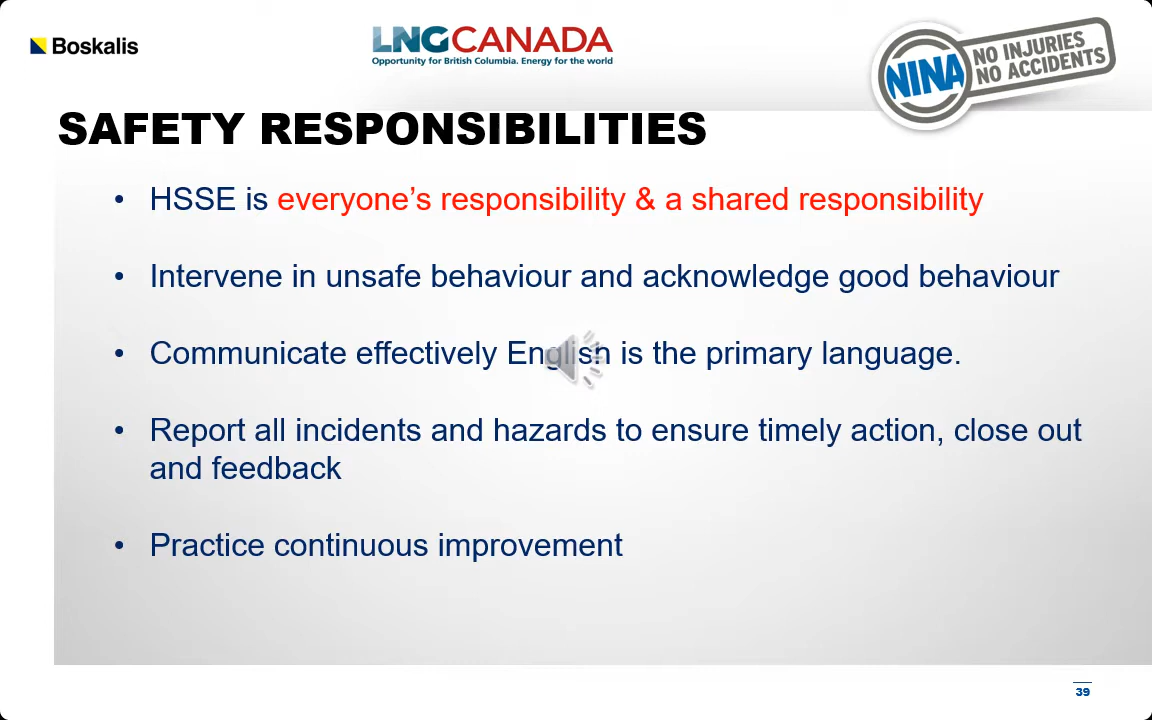 Boskalis
LNGCANADA
Opportunity for British Columbia. Energy for the world
NINA
NO INJURIES
NO ACCIDENTS
SAFETY RESPONSIBILITIES
• HSSE is everyone’s responsibility & a shared responsibility
• Intervene in unsafe behaviour and acknowledge good behaviour
• Communicate effectively English is the primary language.
• Report all incidents and hazards to ensure timely action, close out
and feedback
• Practice continuous improvement
39